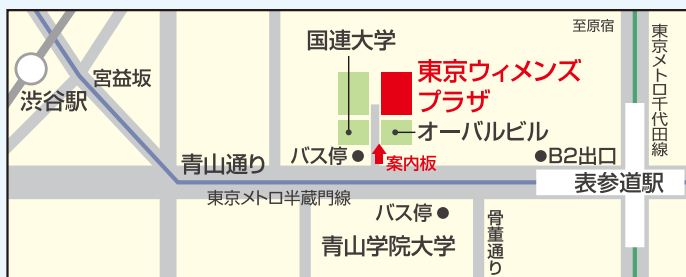 至原宿
国連大学
東京メトロ千代田線
宮益坂
東京ウィメンズ
プラザ
渋谷駅
オーバルビル
青山通り
バス停
案内板
B2出口
表参道駅
東京メトロ半蔵門線
バス停
骨董通り
青山学院大学